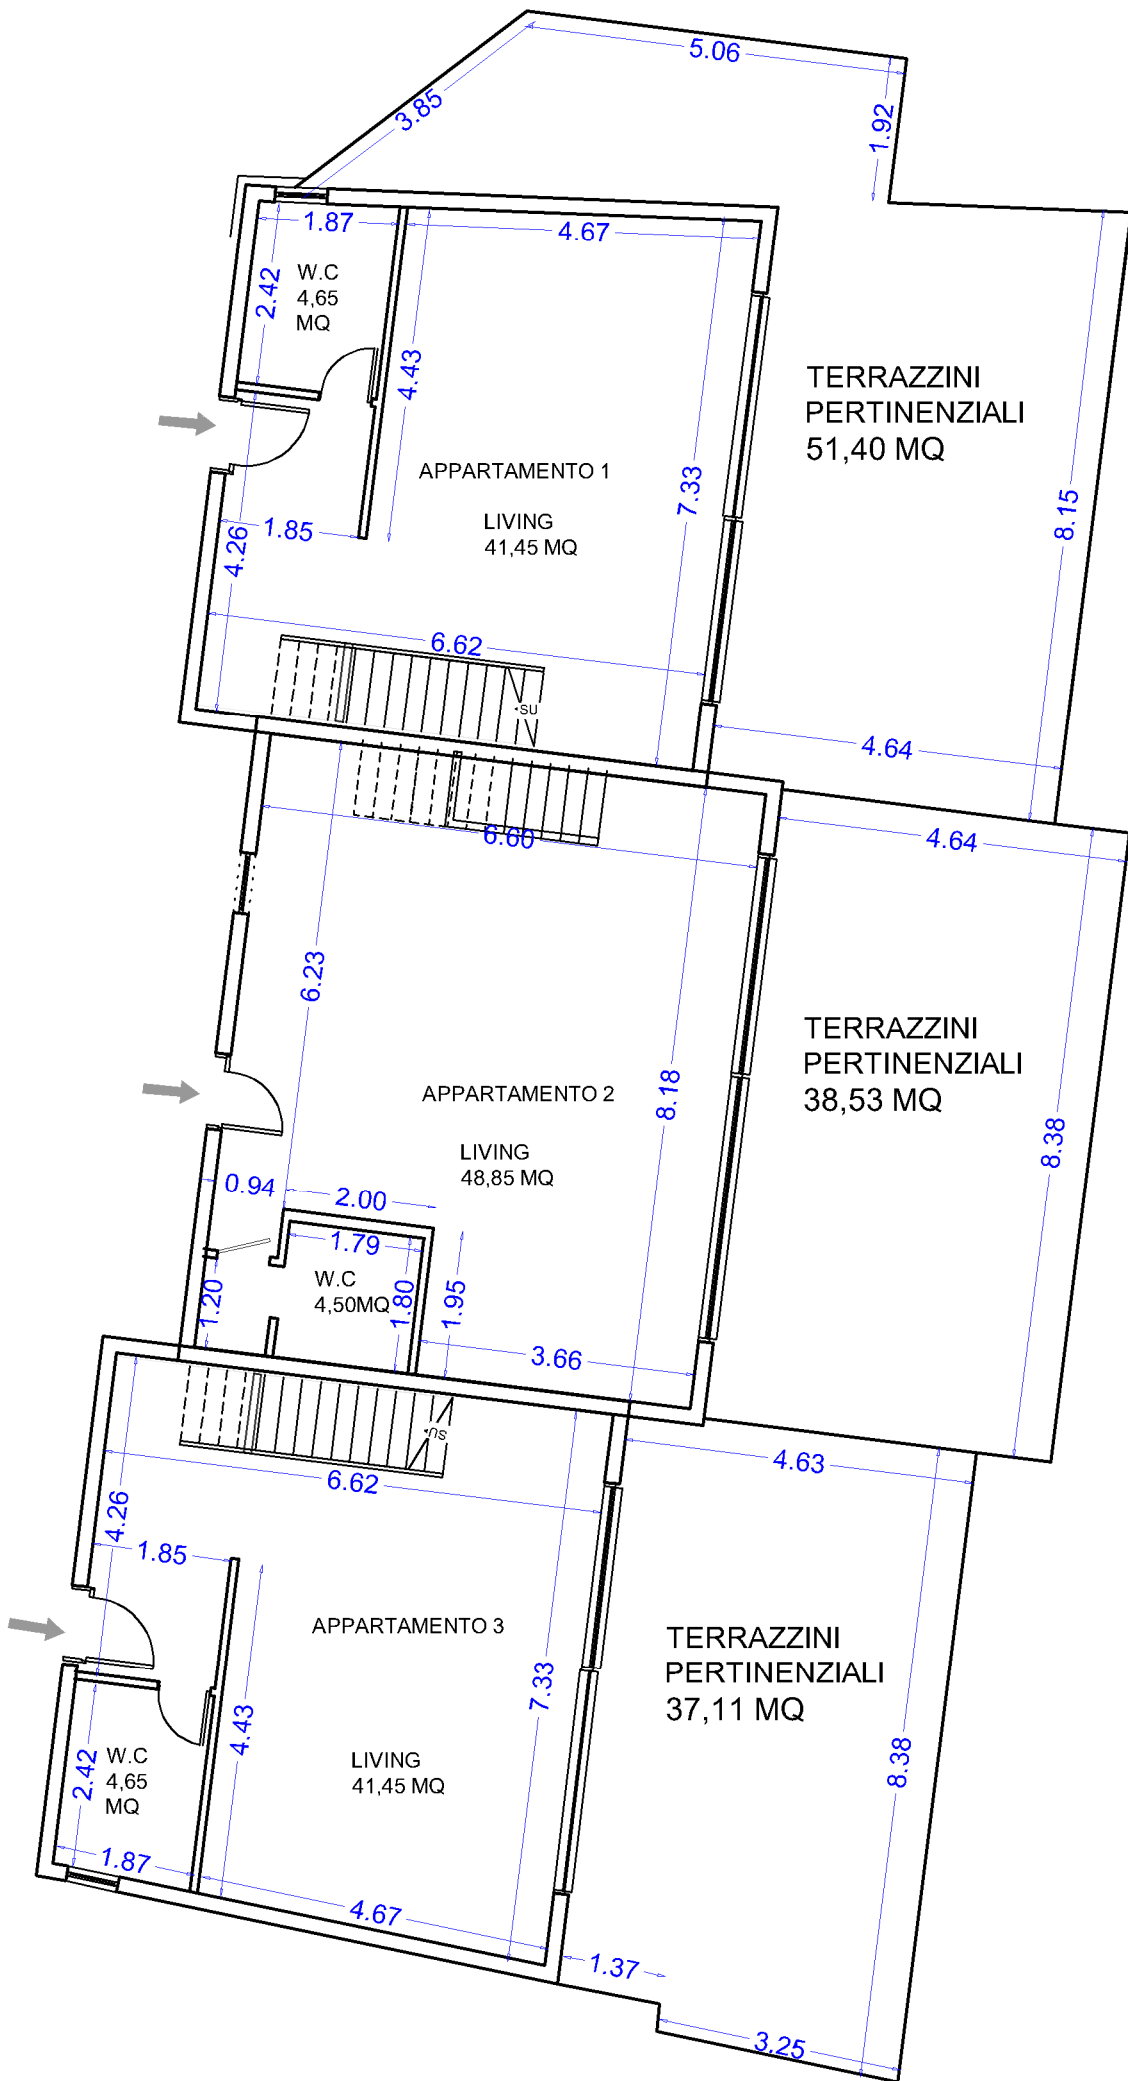 5.06
3.85
1.92
1.87
4.67
2.42
W.C
4,65
MQ
4.43
TERRAZZINI
PERTINENZIALI
51,40 MQ
APPARTAMENTO 1
7.33
8.15
LIVING
41,45 MQ
4.26
1.85
6.62
SU
4.64
6.60
4.64
6.23
TERRAZZINI
PERTINENZIALI
38,53 MQ
APPARTAMENTO 2
8.18
8.38
LIVING
48,85 MQ
0.94
2.00
1.79
W.C
4,50MQ
1.20
1.80
1.95
3.66
SU
6.62
4.63
4.26
1.85
APPARTAMENTO 3
TERRAZZINI
PERTINENZIALI
37,11 MQ
7.33
4.43
W.C
4,65
MQ
2.42
LIVING
41,45 MQ
8.38
1.87
4.67
1.37
3.25